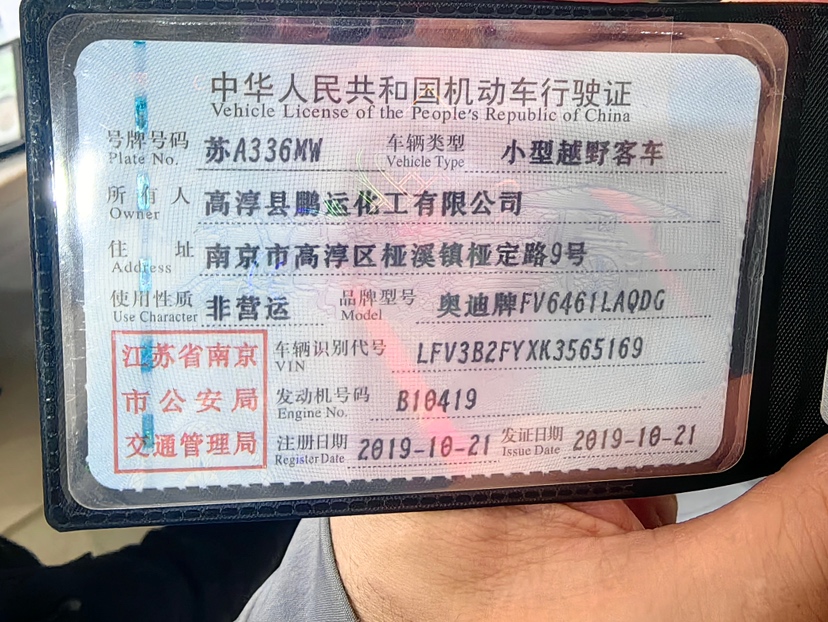 中华人民共和国机动车行驶证
Vehicle License of the People's Republic of China
号牌号码 苏A336MW 车辆类型 小型越野客车
Plate No. Vehicle Type
所有人 高淳县鹏运化工有限公司
Owner
住址 南京市高淳区桠溪镇桠定路9号
Address
使用性质 非营运 品牌型号 奥迪牌FV6461LAQDG
Use Character Model
江苏省南京
市公安局
交通管理局
车辆识别代号 LFV3B2FYXK3565169
VIN
发动机号码 B10419
Engine No.
注册日期 2019-10-21 发证日期 2019-10-21
Register Date Issue Date